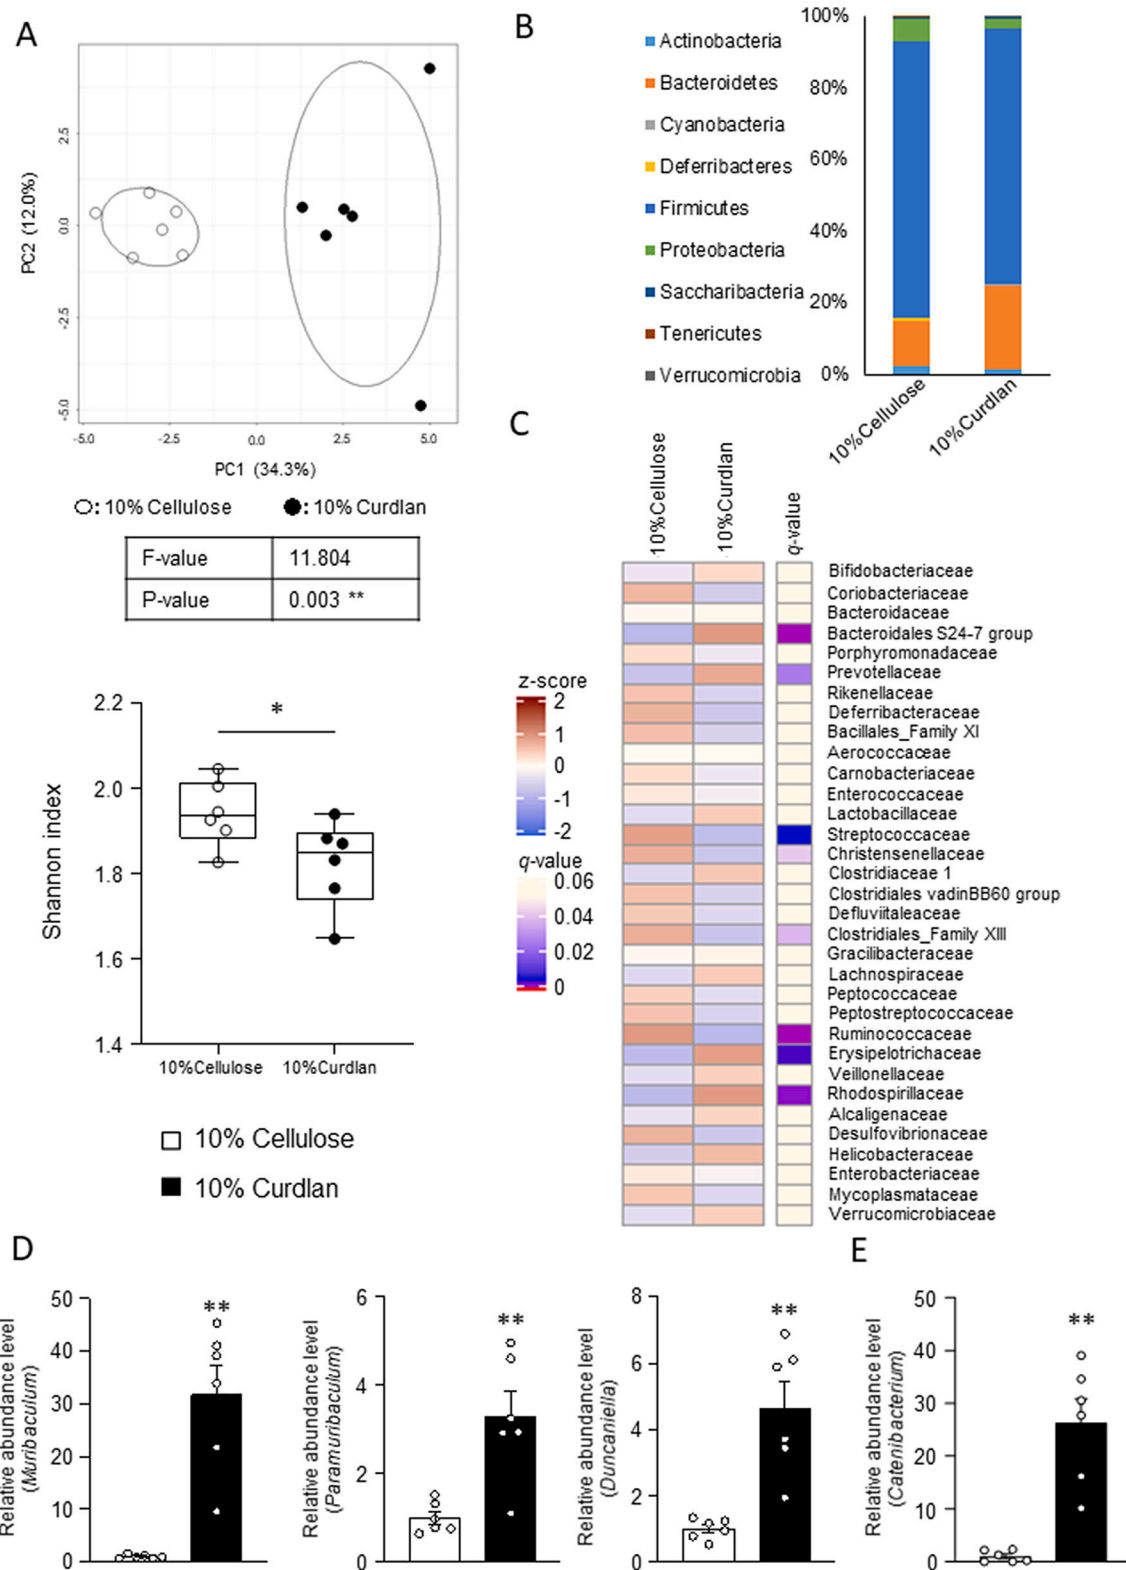 A
2.5
0.0
-2.5
-5.0
PC2 (12.0%)
-5.0 -2.5 0.0 2.5 5.0
PC1 (34.3%)
O: 10% Cellulose ●: 10% Curdlan
F-value 11.804
P-value 0.003 **
2.2
2.0
1.8
1.6
1.4
Shannon index
*
10%Cellulose 10%Curdlan
10% Cellulose
10% Curdlan
B
Actinobacteria
Bacteroidetes
Cyanobacteria
Deferribacteres
Firmicutes
Proteobacteria
Saccharibacteria
Tenericutes
Verrucomicrobia
100%
80%
60%
40%
20%
0%
10%Cellulose
10%Curdlan
C
10%Cellulose
10%Curdlan
q-value
z-score
2
1
0
-1
-2
q-value
0.06
0.04
0.02
0
Bifidobacteriaceae
Coriobacteriaceae
Bacteroidaceae
Bacteroidales S24-7 group
Porphyromonadaceae
Prevotellaceae
Rikenellaceae
Deferribacteraceae
Bacillales_Family XI
Aerococcaceae
Carnobacteriaceae
Enterococcaceae
Lactobacillaceae
Streptococcaceae
Christensenellaceae
Clostridiaceae 1
Clostridiales vadinBB60 group
Defluviitaleaceae
Clostridiales_Family XIII
Gracilibacteraceae
Lachnospiraceae
Peptococcaceae
Peptostreptococcaceae
Ruminococcaceae
Erysipelotrichaceae
Veillonellaceae
Rhodospirillaceae
Alcaligenaceae
Desulfovibrionaceae
Helicobacteraceae
Enterobacteriaceae
Mycoplasmataceae
Verrucomicrobiaceae
D
Relative abundance level
(Muribaculum)
50
40
30
20
10
0
**
Relative abundance level
(Paramuribaculum)
6
4
2
0
**
Relative abundance level
(Duncaniella)
8
6
4
2
0
**
E
Relative abundance level
(Catenibacterium)
50
40
30
20
10
0
**